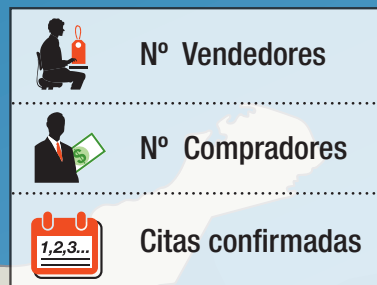 Nº Vendedores
$
Nº Compradores
1,2,3...
Citas confirmadas